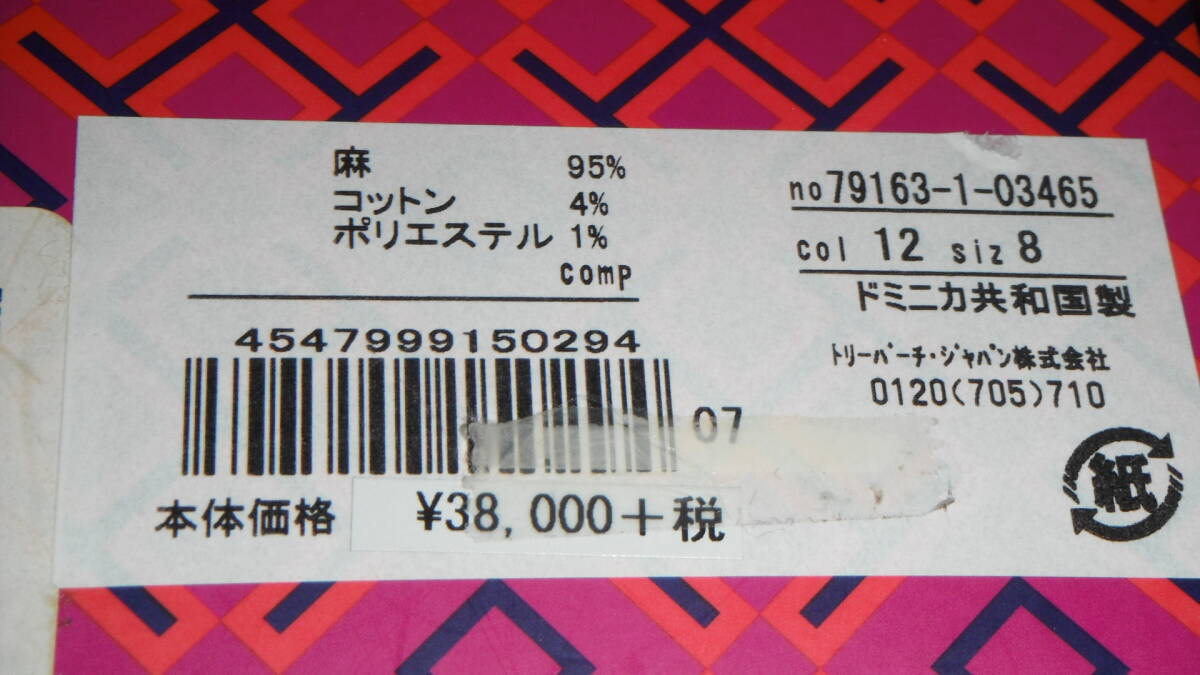 麻 95%
コットン 4%
ポリエステル 1%
comp
4547999150294
07
本体価格 ¥38,000+税
no79163-1-03465
col 12 siz 8
ドミニカ共和国製
ﾄﾘｰﾊﾞｰﾁ・ｼﾞｬﾊﾟﾝ株式会社
0120(705)710
紙